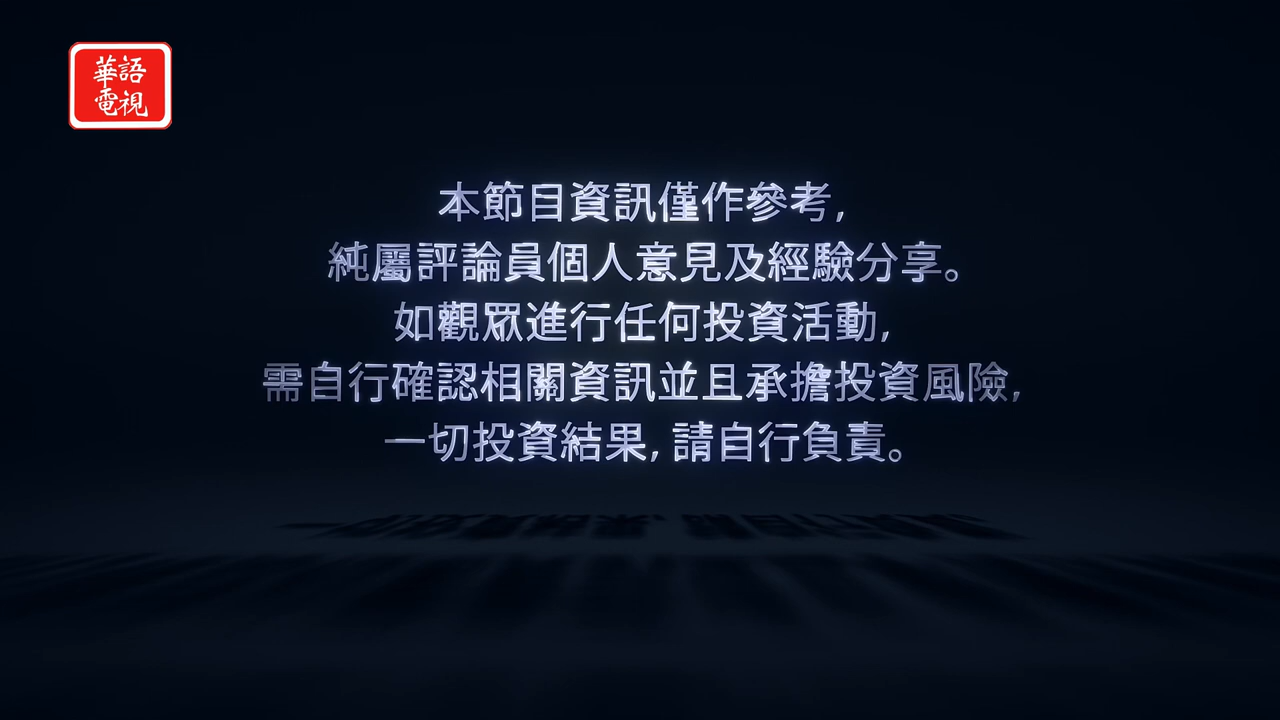 華語
電視
本節目資訊僅作參考,
純屬評論員個人意見及經驗分享。
如觀眾進行任何投資活動,
需自行確認相關資訊並且承擔投資風險,
一切投資結果, 請自行負責。